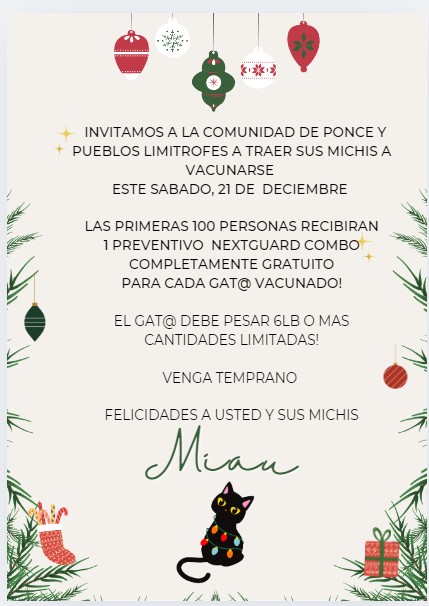 INVITAMOS A LA COMUNIDAD DE PONCE Y
PUEBLOS LIMITROFES A TRAER SUS MICHIS A
VACUNARSE
ESTE SABADO, 21 DE DECIEMBRE
LAS PRIMERAS 100 PERSONAS RECIBIRAN
1 PREVENTIVO NEXTGUARD COMBO
COMPLETAMENTE GRATUITO
PARA CADA GAT@ VACUNADO!
EL GAT@ DEBE PESAR 6LB O MAS
CANTIDADES LIMITADAS!
VENGA TEMPRANO
FELICIDADES A USTED Y SUS MICHIS
Miau